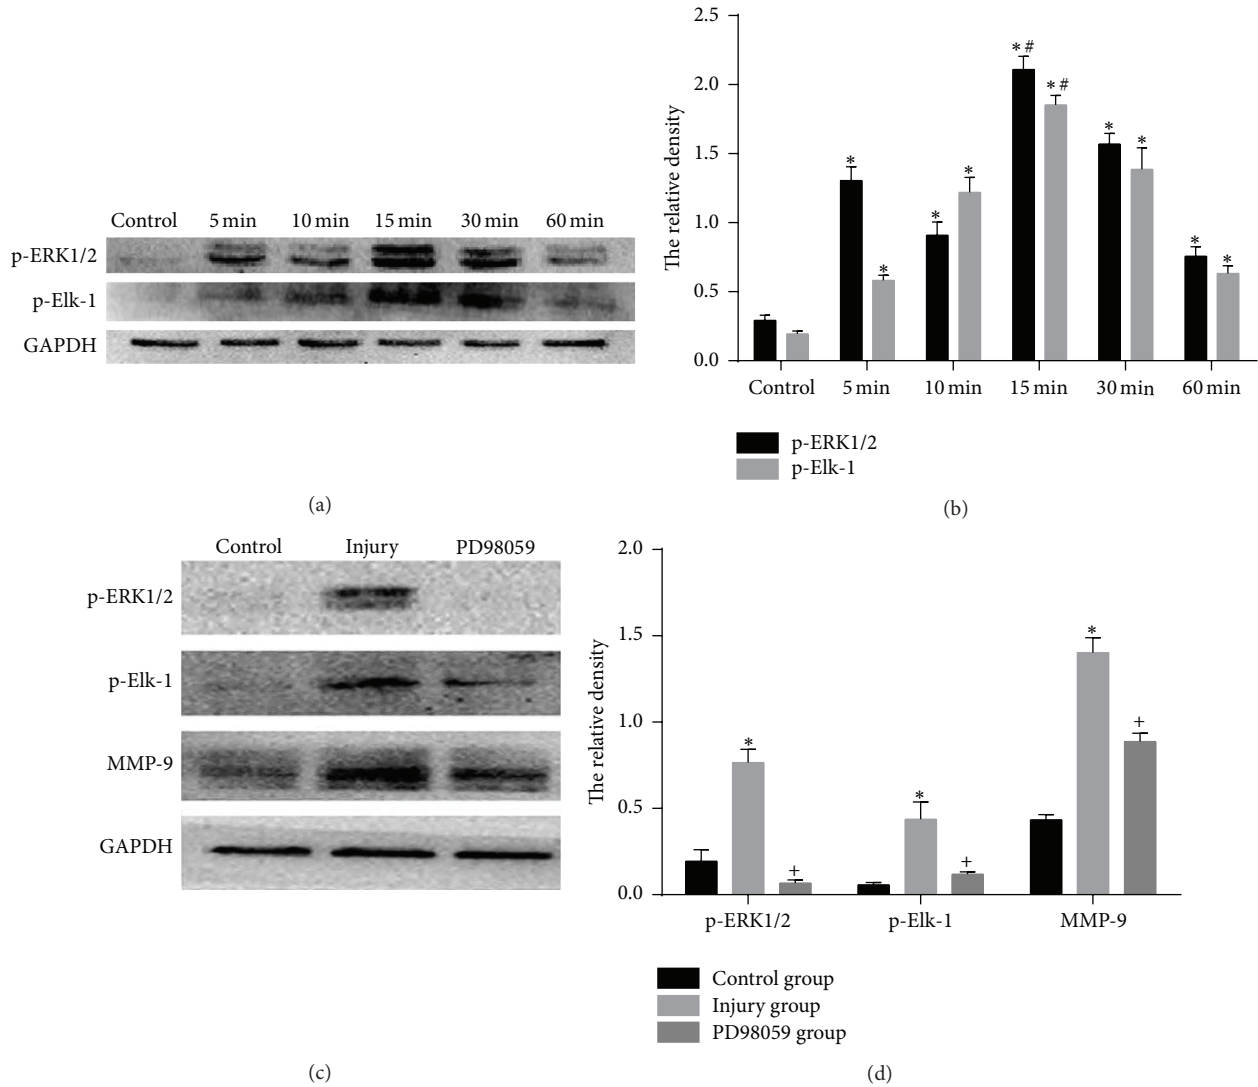 Control 5 min 10 min 15 min 30 min 60 min
p-ERK1/2
p-Elk-1
GAPDH
(a)
2.5
2.0
1.5
1.0
0.5
0.0
The relative density
* * * * *# *# * * * *
Control 5 min 10 min 15 min 30 min 60 min
p-ERK1/2
p-Elk-1
(b)
Control Injury PD98059
p-ERK1/2
p-Elk-1
MMP-9
GAPDH
(c)
2.0
1.5
1.0
0.5
0.0
The relative density
* + * + * +
p-ERK1/2 p-Elk-1 MMP-9
Control group
Injury group
PD98059 group
(d)